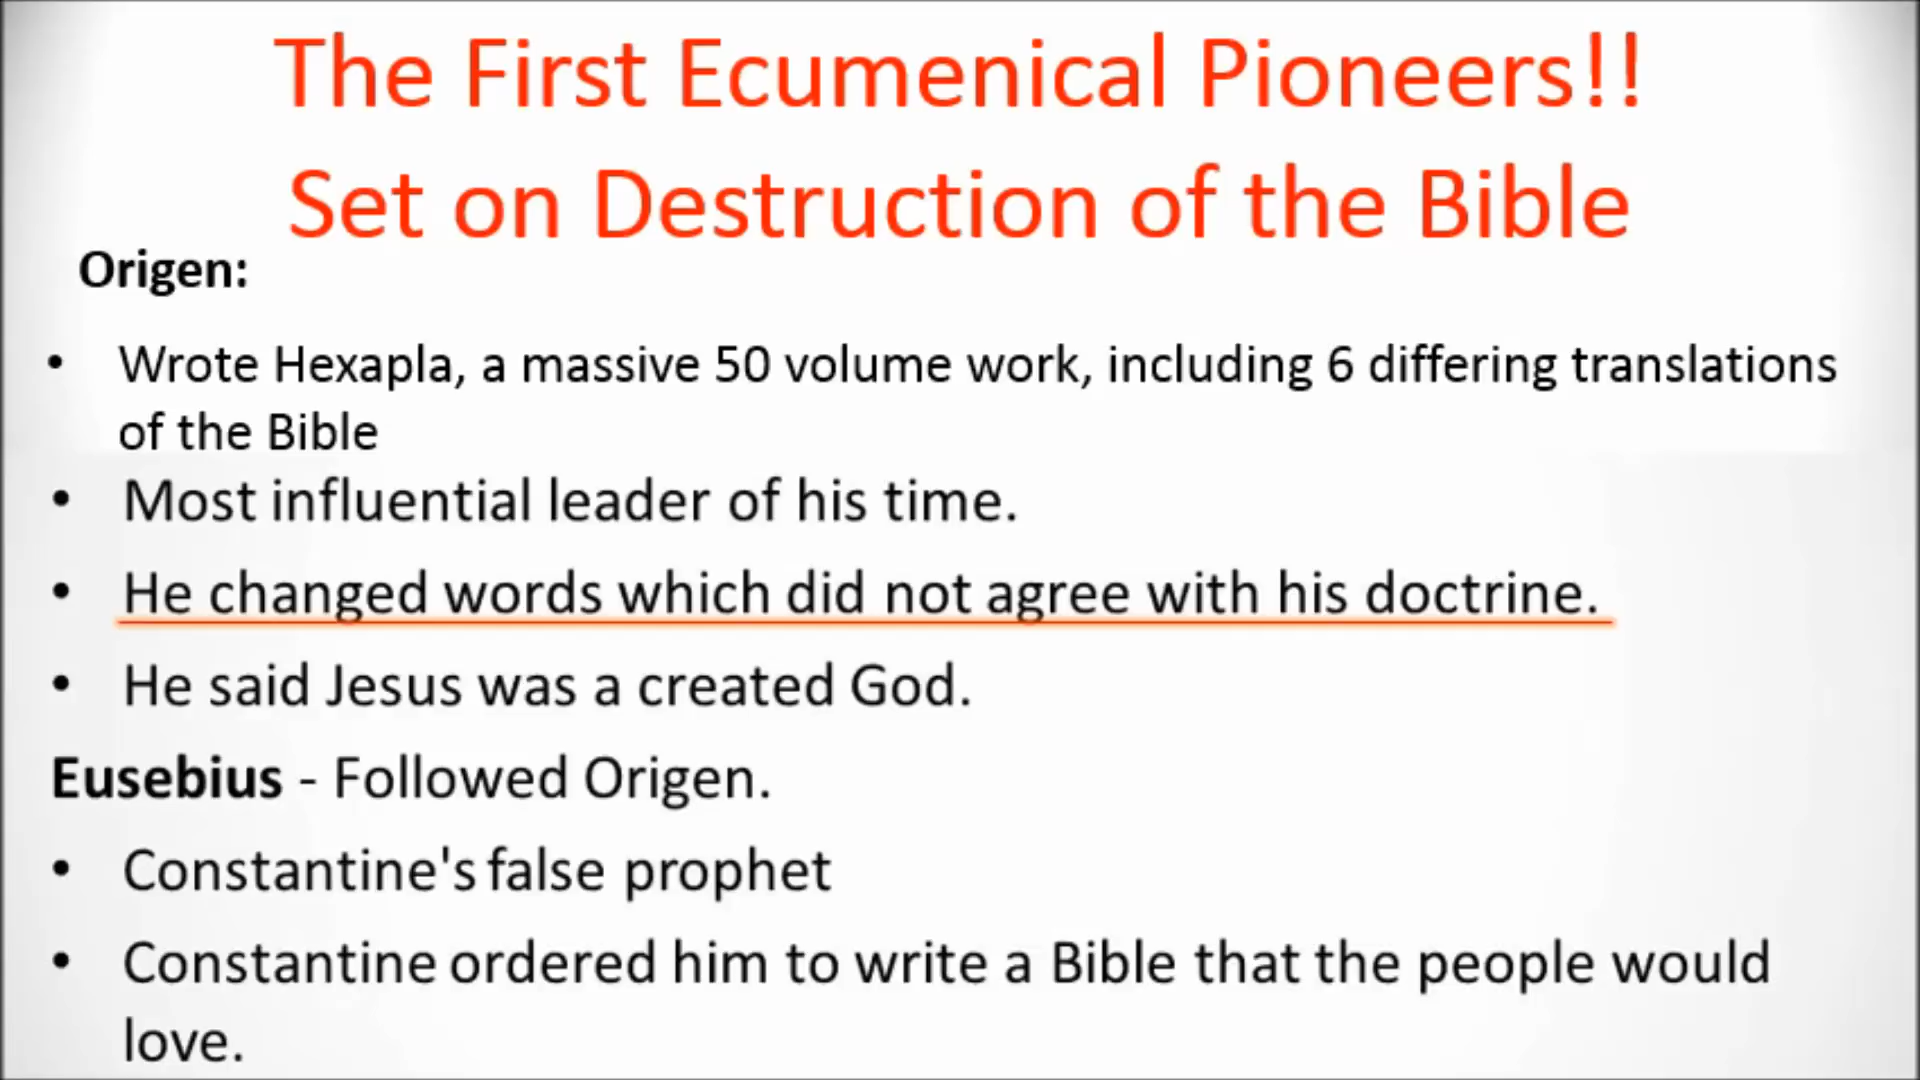 The First Ecumenical Pioneers!!
Set on Destruction of the Bible
Origen:
• Wrote Hexapla, a massive 50 volume work, including 6 differing translations
of the Bible
• Most influential leader of his time.
• He changed words which did not agree with his doctrine.
• He said Jesus was a created God.
Eusebius - Followed Origen.
• Constantine's false prophet
• Constantine ordered him to write a Bible that the people would
love.